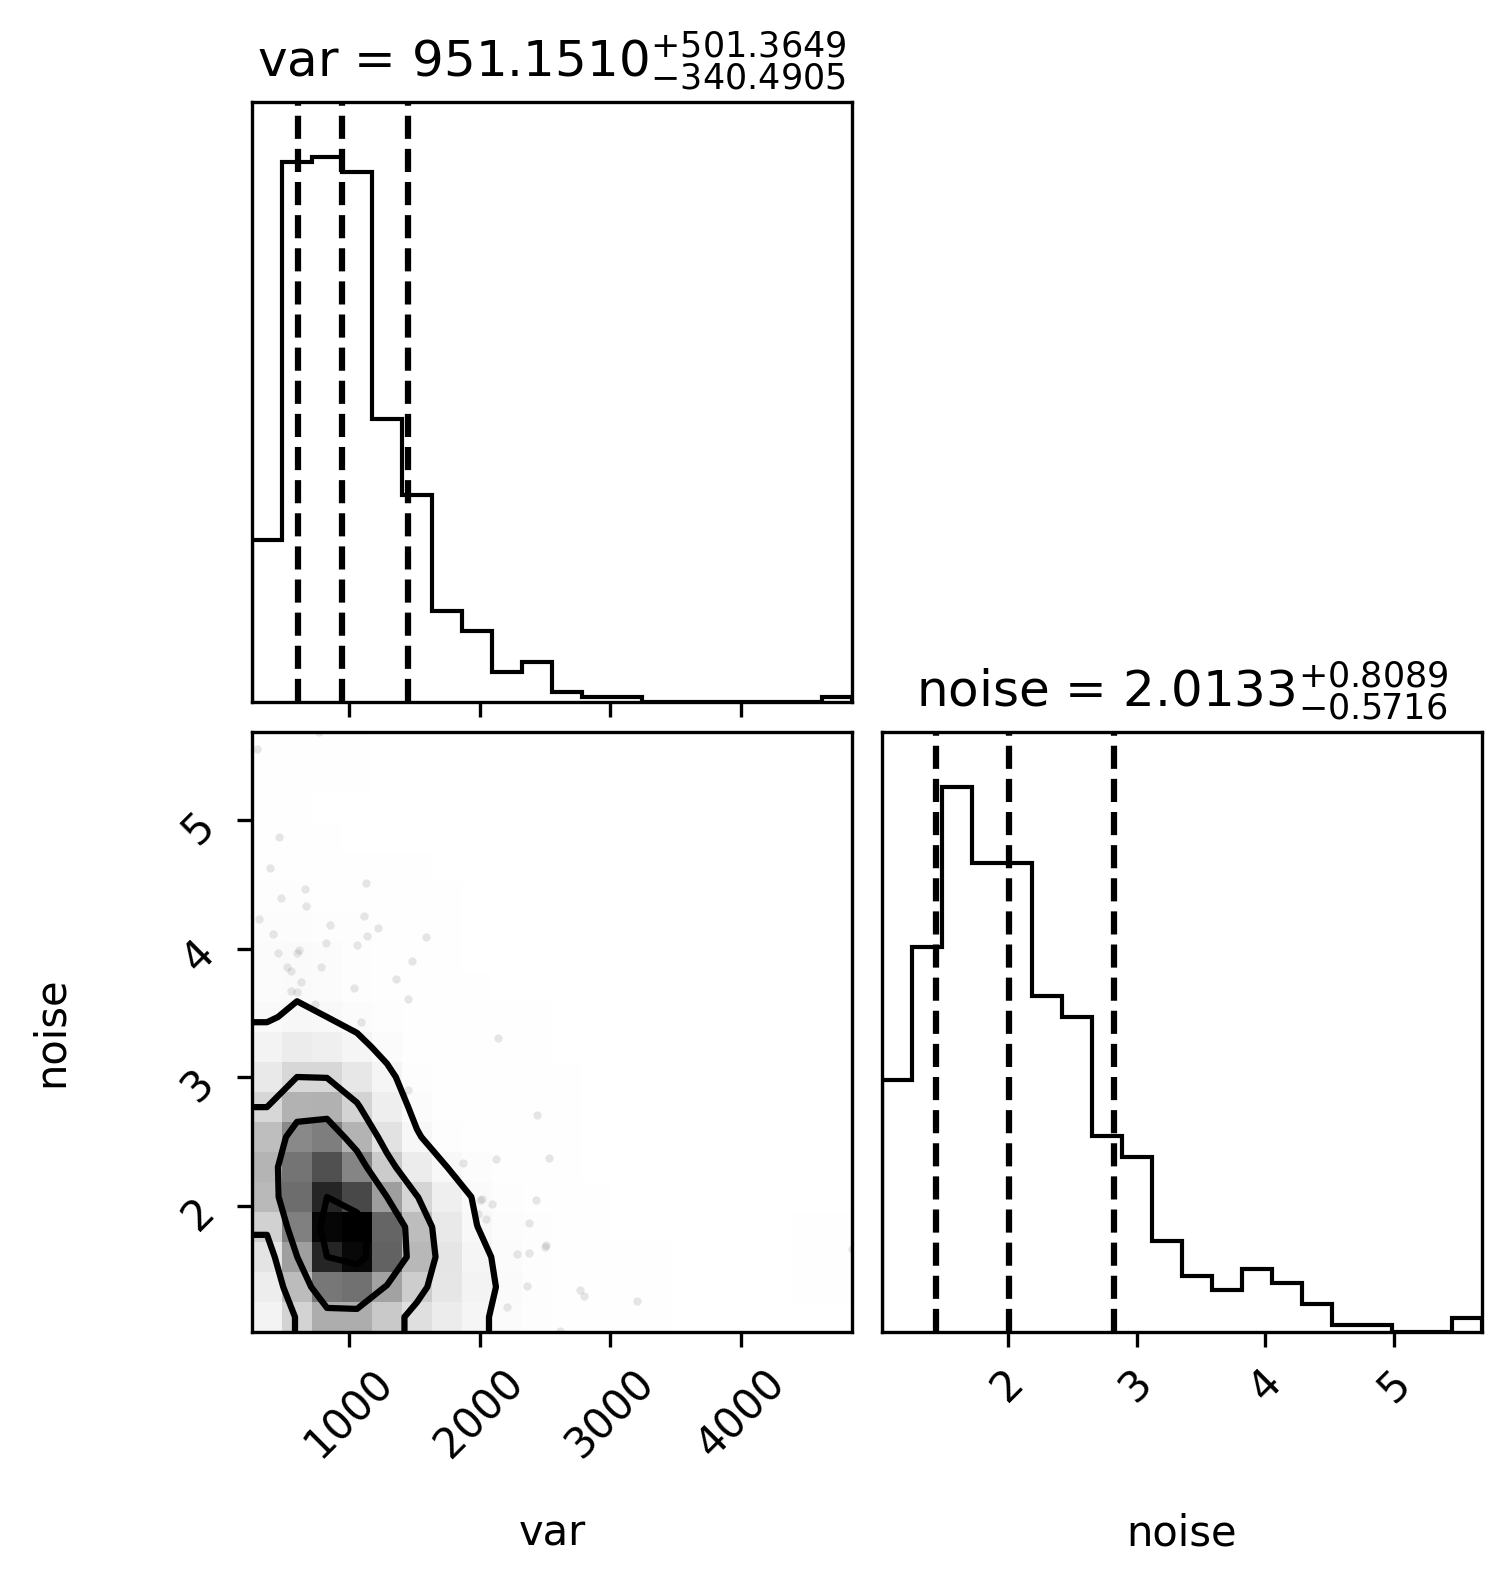 var = 951.1510+501.3649−340.4905
noise = 2.0133+0.8089−0.5716
5
4
3
2
noise
1000 2000 3000 4000
2 3 4 5
var
noise